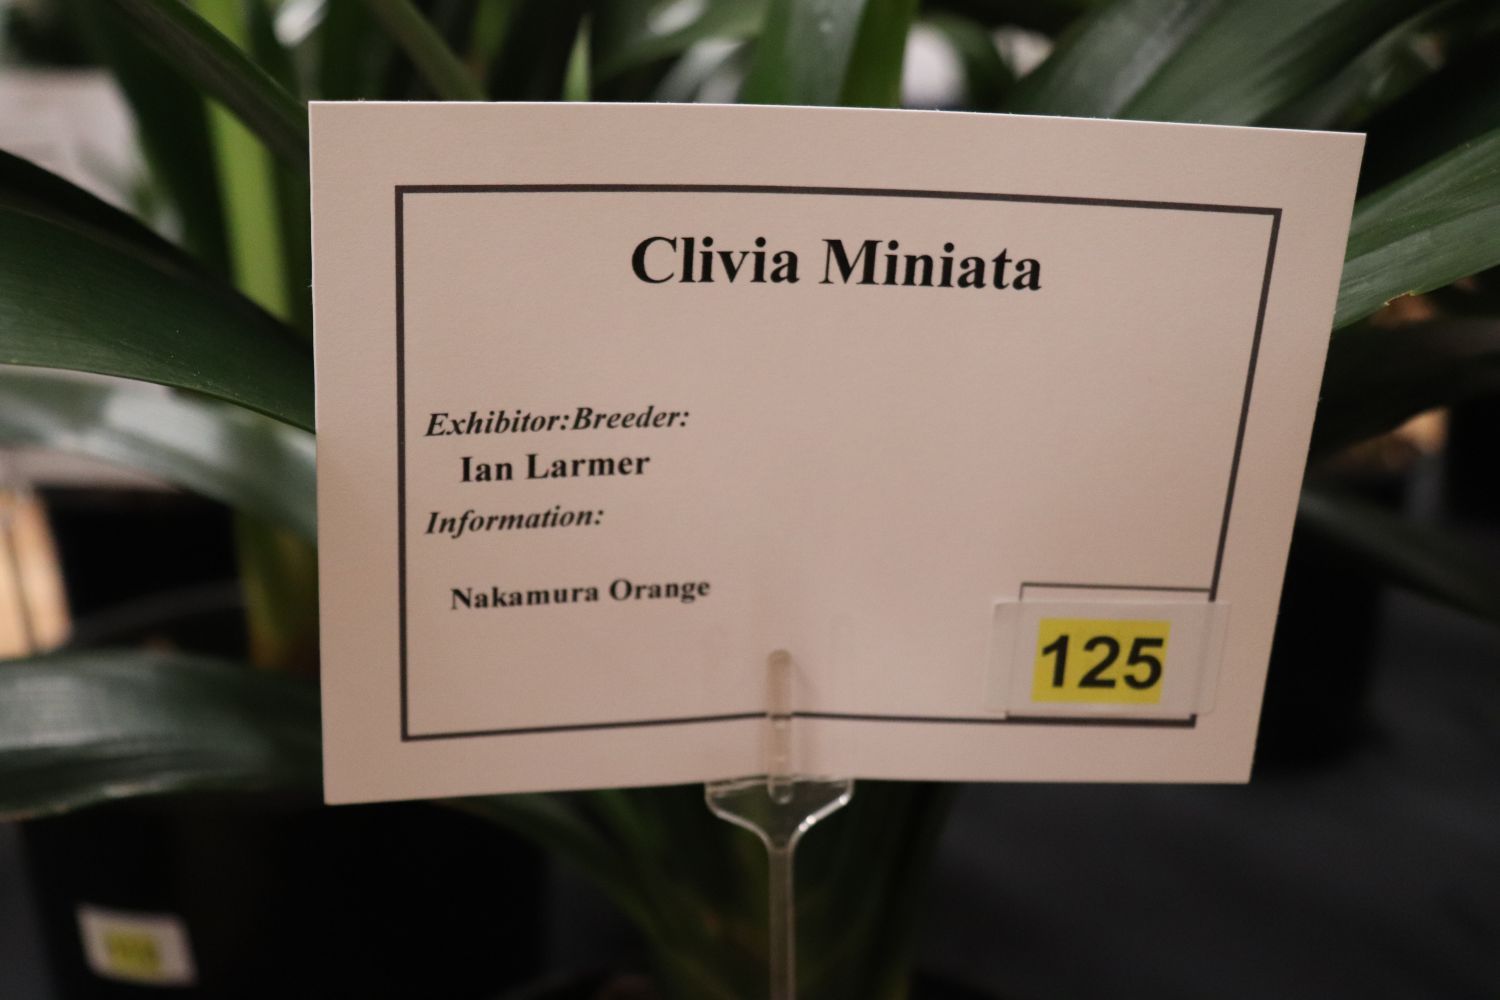 Clivia Miniata
Exhibitor:Breeder:
Ian Larmer
Information:
Nakamura Orange
125